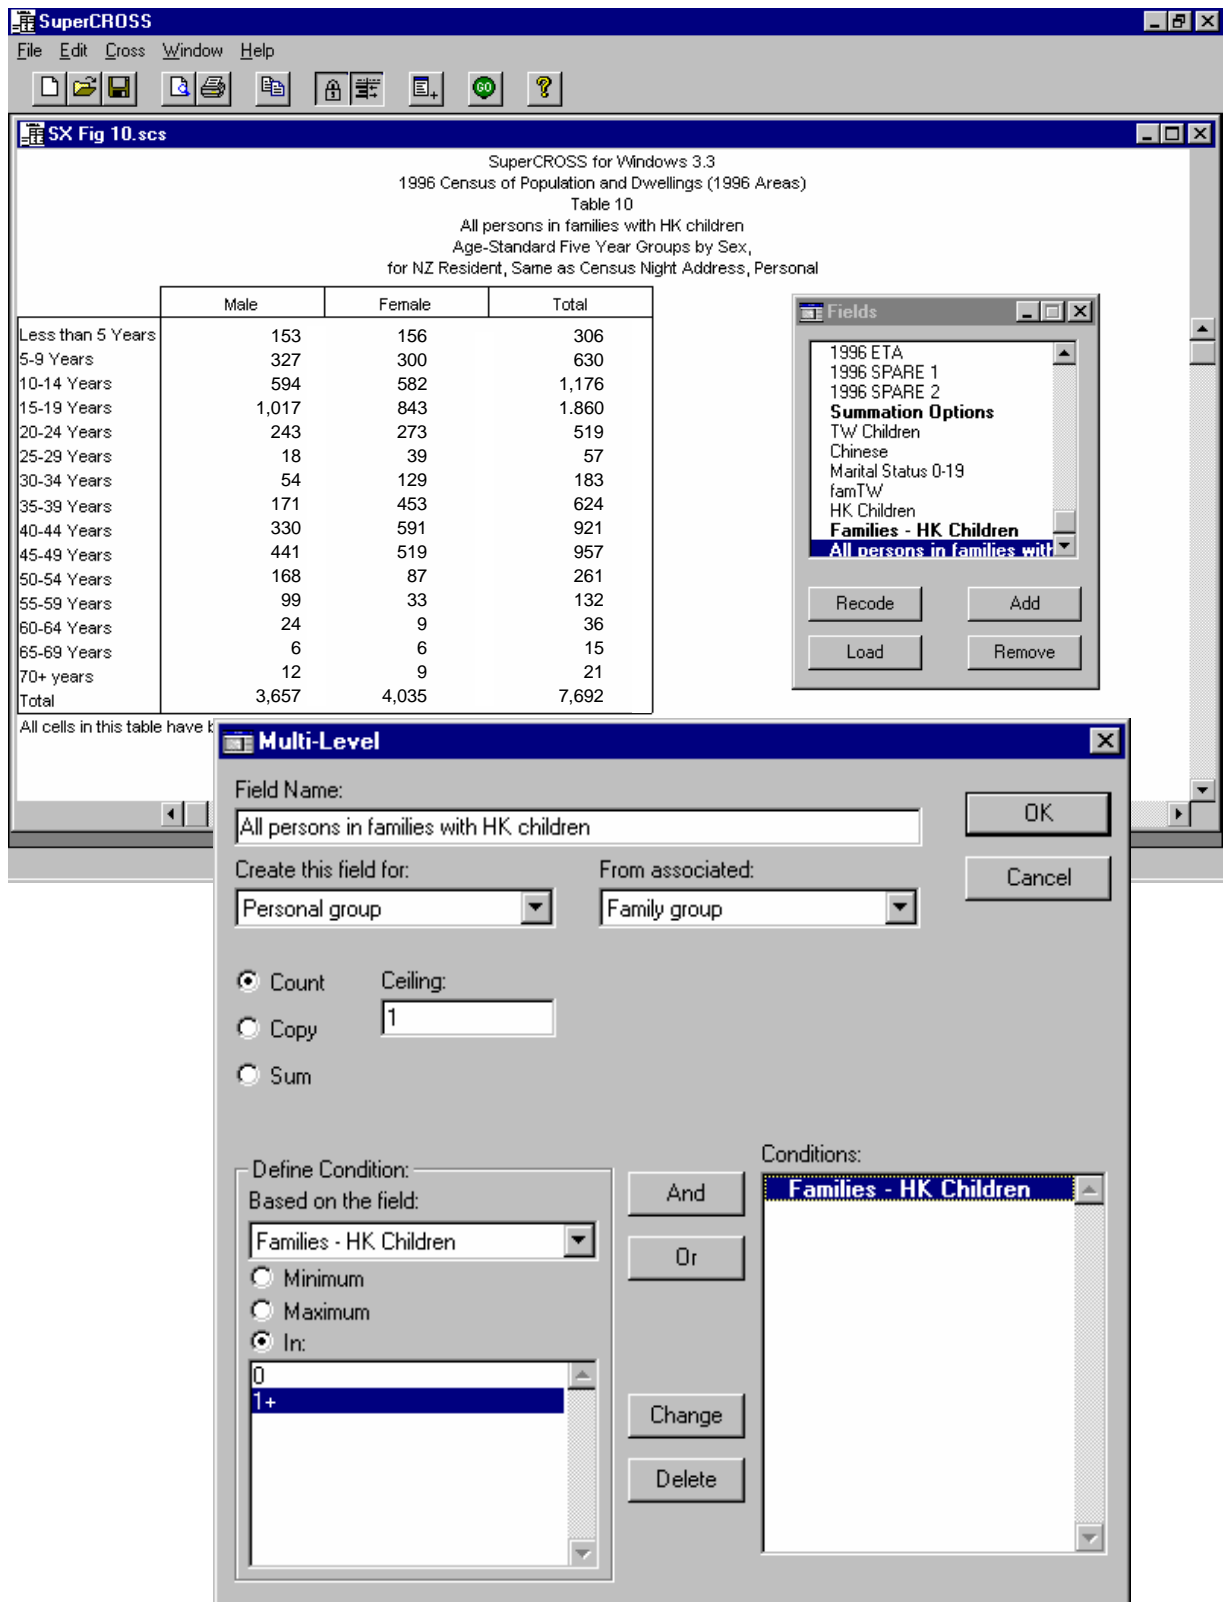 SuperCROSS
File Edit Cross Window Help
GO ?
SX Fig 10.scs
SuperCROSS for Windows 3.3
1996 Census of Population and Dwellings (1996 Areas)
Table 10
All persons in families with HK children
Age-Standard Five Year Groups by Sex,
for NZ Resident, Same as Census Night Address, Personal
Male Female Total
Less than 5 Years 153 156 306
5-9 Years 327 300 630
10-14 Years 594 582 1,176
15-19 Years 1,017 843 1.860
20-24 Years 243 273 519
25-29 Years 18 39 57
30-34 Years 54 129 183
35-39 Years 171 453 624
40-44 Years 330 591 921
45-49 Years 441 519 957
50-54 Years 168 87 261
55-59 Years 99 33 132
60-64 Years 24 9 36
65-69 Years 6 6 15
70+ years 12 9 21
Total 3,657 4,035 7,692
All cells in this table have b
Fields
1996 ETA
1996 SPARE 1
1996 SPARE 2
Summation Options
TW Children
Chinese
Marital Status 0-19
famTW
HK Children
Families - HK Children
All persons in families with
Recode Add
Load Remove
Multi-Level
Field Name:
All persons in families with HK children
OK
Create this field for: From associated:
Cancel
Personal group Family group
Count Ceiling:
1
Copy
Sum
Define Condition:
Based on the field:
Families - HK Children
Minimum
Maximum
In:
0
1+
And
Or
Change
Delete
Conditions:
Families - HK Children